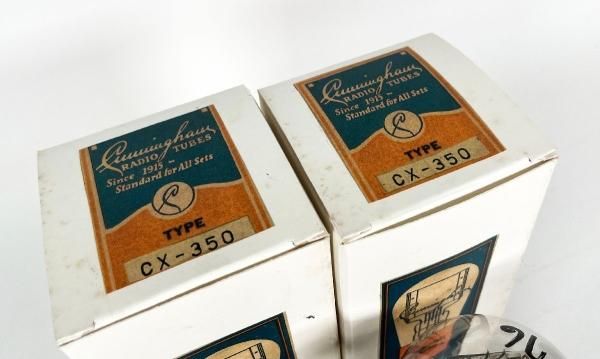 Cunningham
RADIO TUBES
Since 1915 ~
Standard for All Sets
TYPE
CX-350
Cunningham
RADIO TUBES
Since 1915 ~
Standard for All Sets
TYPE
CX-350